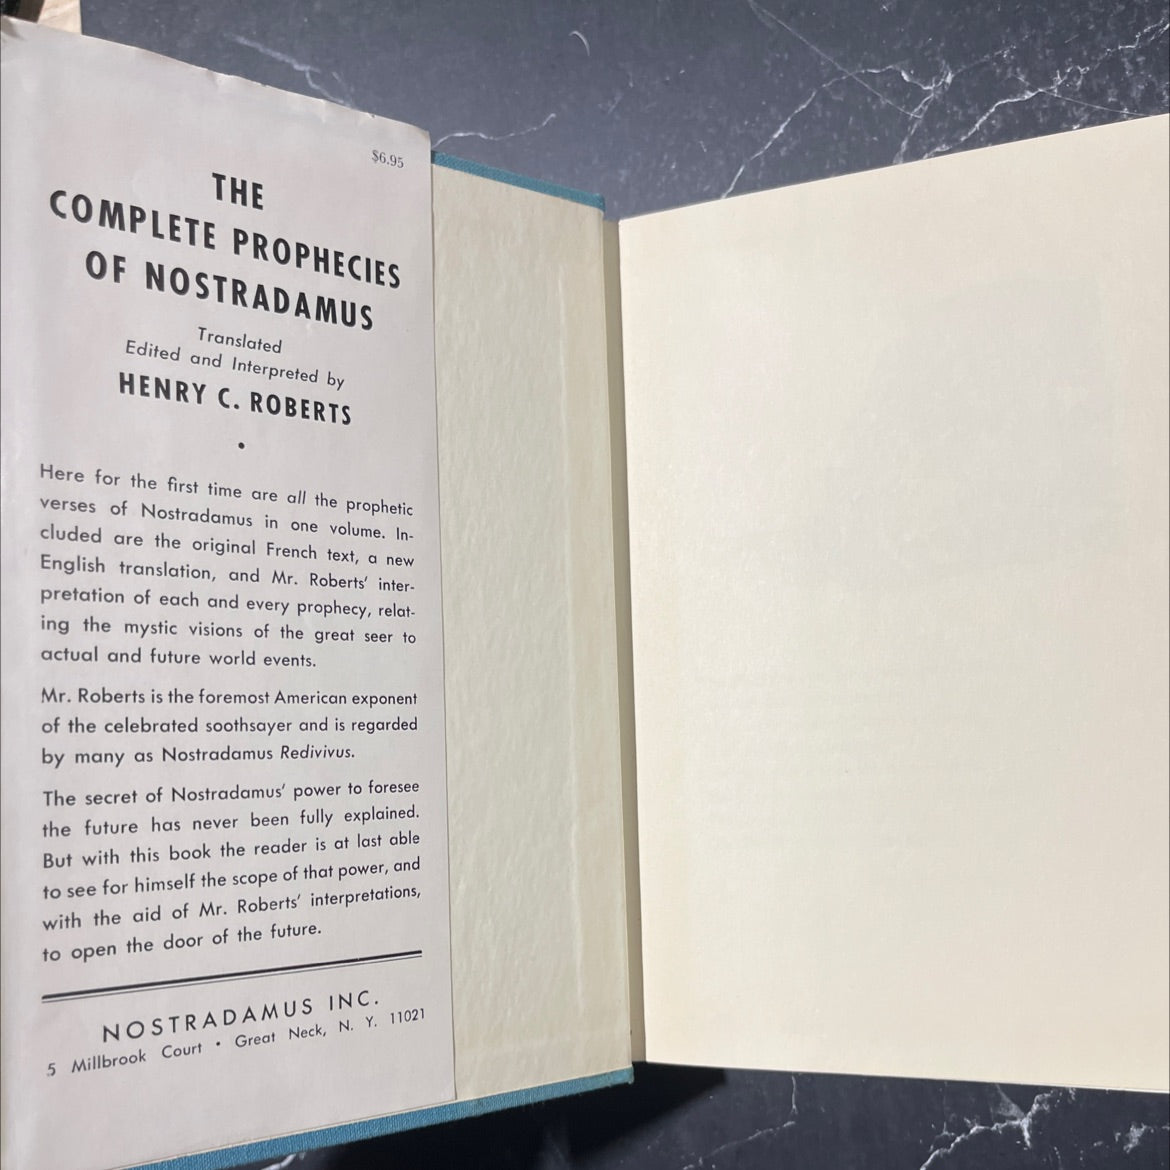 $6.95
THE
COMPLETE PROPHECIES
OF NOSTRADAMUS
Translated
Edited and Interpreted by
HENRY C. ROBERTS
•
Here for the first time are all the prophetic
verses of Nostradamus in one volume. In-
cluded are the original French text, a new
English translation, and Mr. Roberts' inter-
pretation of each and every prophecy, relat-
ing the mystic visions of the great seer to
actual and future world events.
Mr. Roberts is the foremost American exponent
of the celebrated soothsayer and is regarded
by many as Nostradamus Redivivus.
The secret of Nostradamus' power to foresee
the future has never been fully explained.
But with this book the reader is at last able
to see for himself the scope of that power, and
with the aid of Mr. Roberts' interpretations,
to open the door of the future.
NOSTRADAMUS INC.
5 Millbrook Court • Great Neck, N. Y. 11021